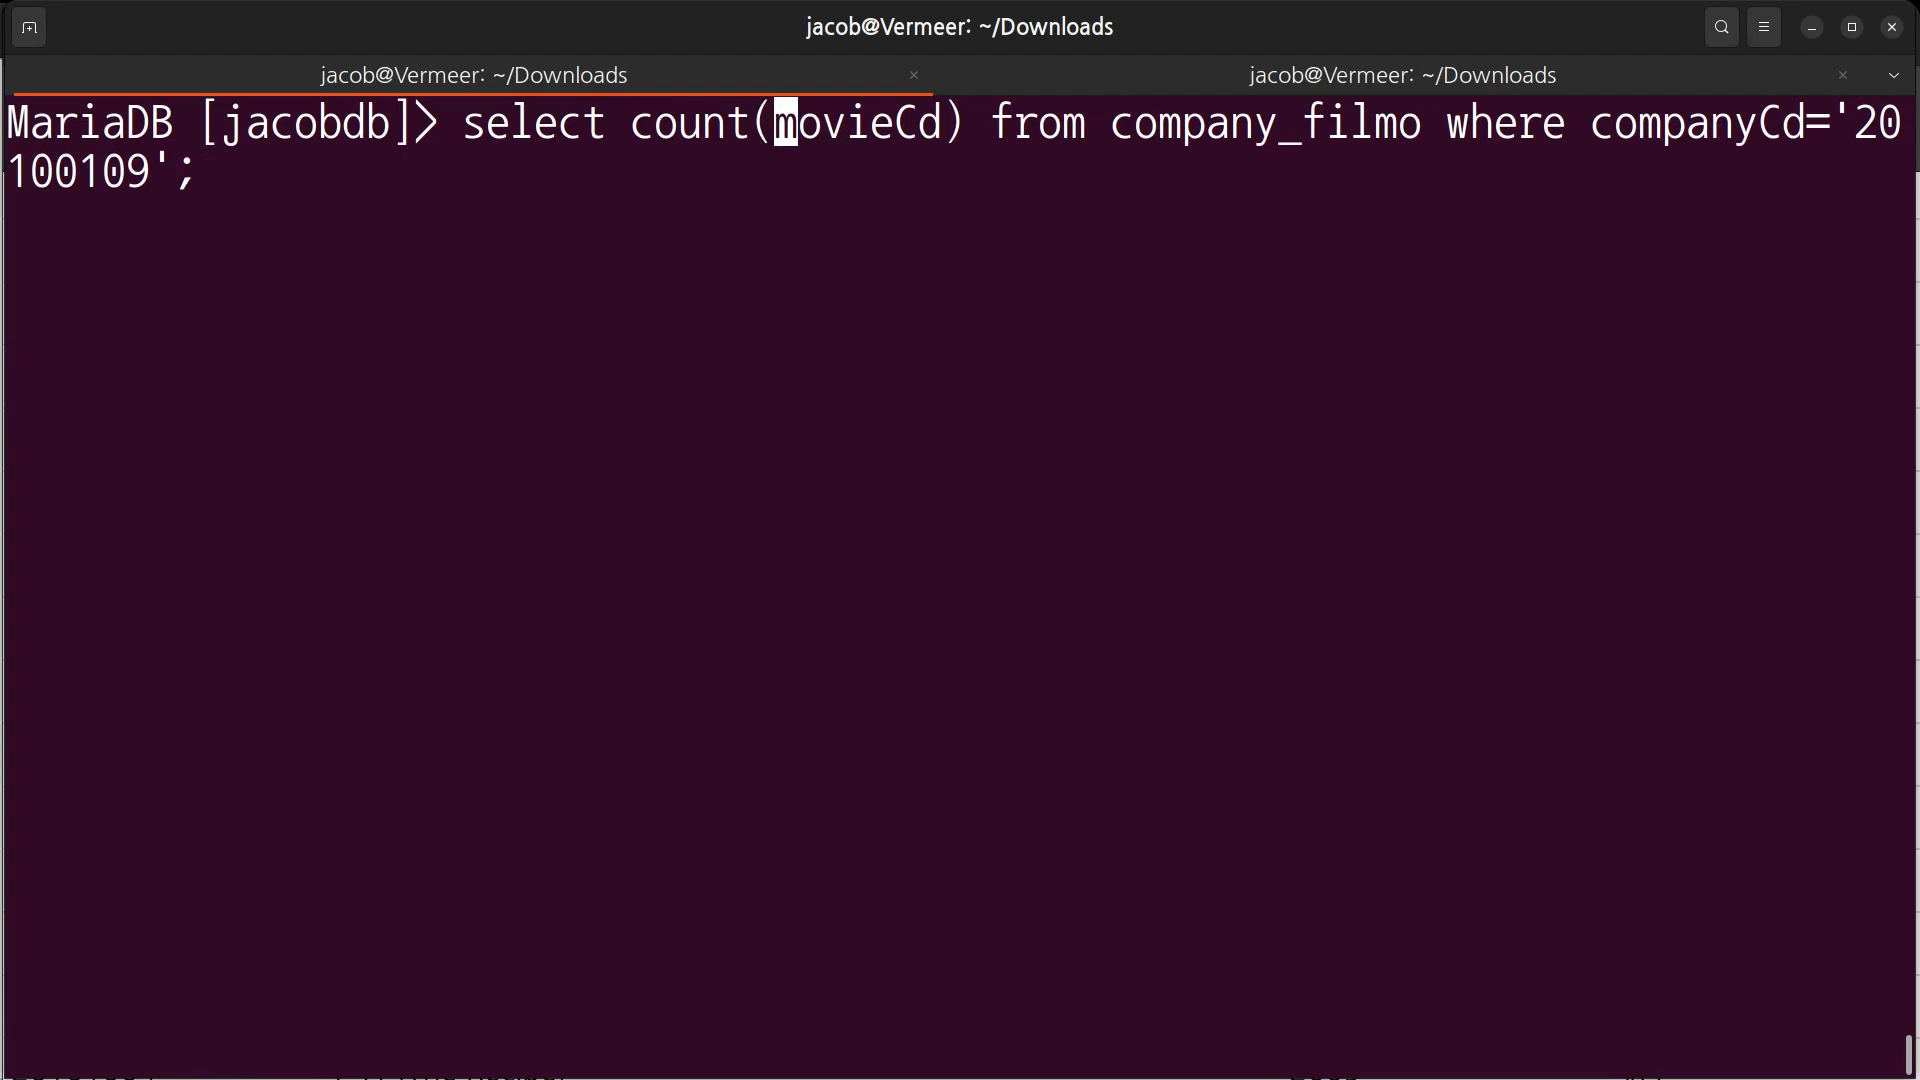 jacob@Vermeer: ~/Downloads
jacob@Vermeer: ~/Downloads
jacob@Vermeer: ~/Downloads
MariaDB [jacobdb]> select count(movieCd) from company_filmo where companyCd='20
100109';